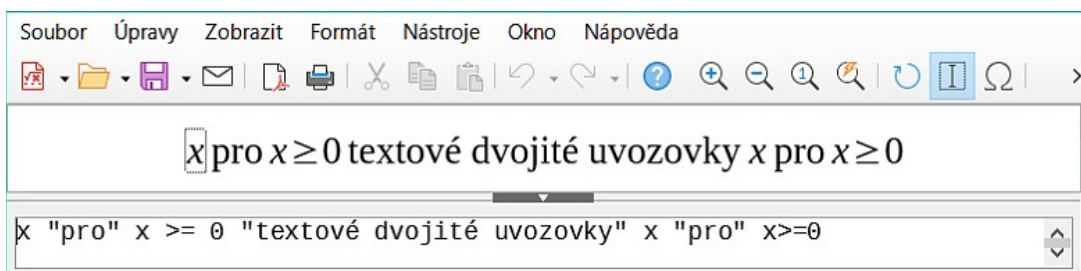 Soubor Úpravy Zobrazit Formát Nástroje Okno Nápověda
x pro x ≥ 0 textové dvojité uvozovky x pro x ≥ 0
x "pro" x >= 0 "textové dvojité uvozovky" x "pro" x>=0